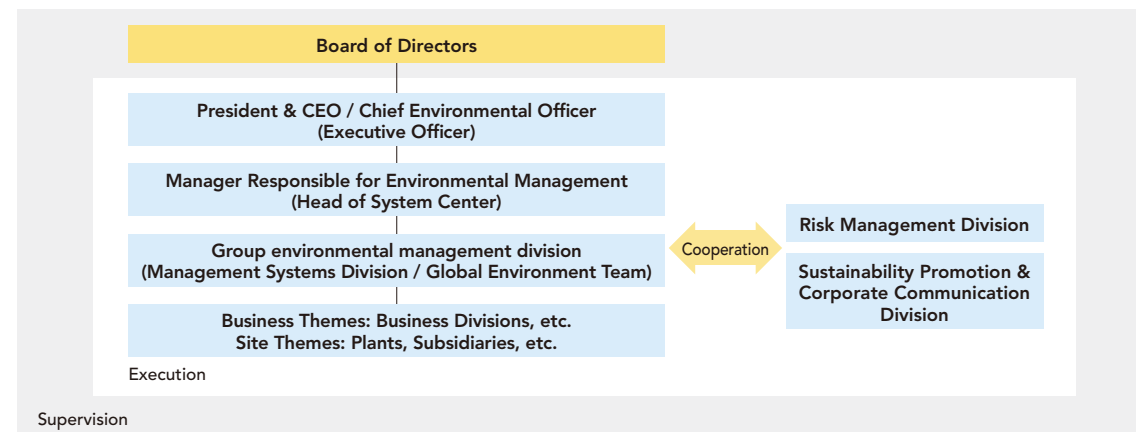 Board of Directors
President & CEO / Chief Environmental Officer
(Executive Officer)
Manager Responsible for Environmental Management
(Head of System Center)
Group environmental management division
(Management Systems Division / Global Environment Team)
Business Themes: Business Divisions, etc.
Site Themes: Plants, Subsidiaries, etc.
Cooperation
Risk Management Division
Sustainability Promotion &
Corporate Communication
Division
Execution
Supervision